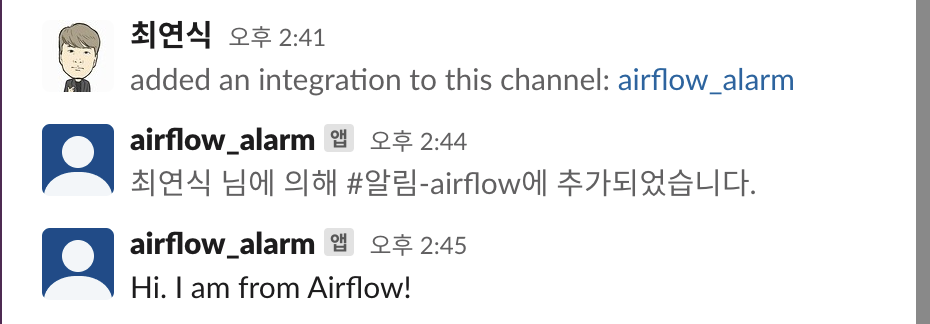 최연식 오후 2:41
added an integration to this channel: airflow_alarm
airflow_alarm 앱 오후 2:44
최연식 님에 의해 #알림-airflow에 추가되었습니다.
airflow_alarm 앱 오후 2:45
Hi. I am from Airflow!